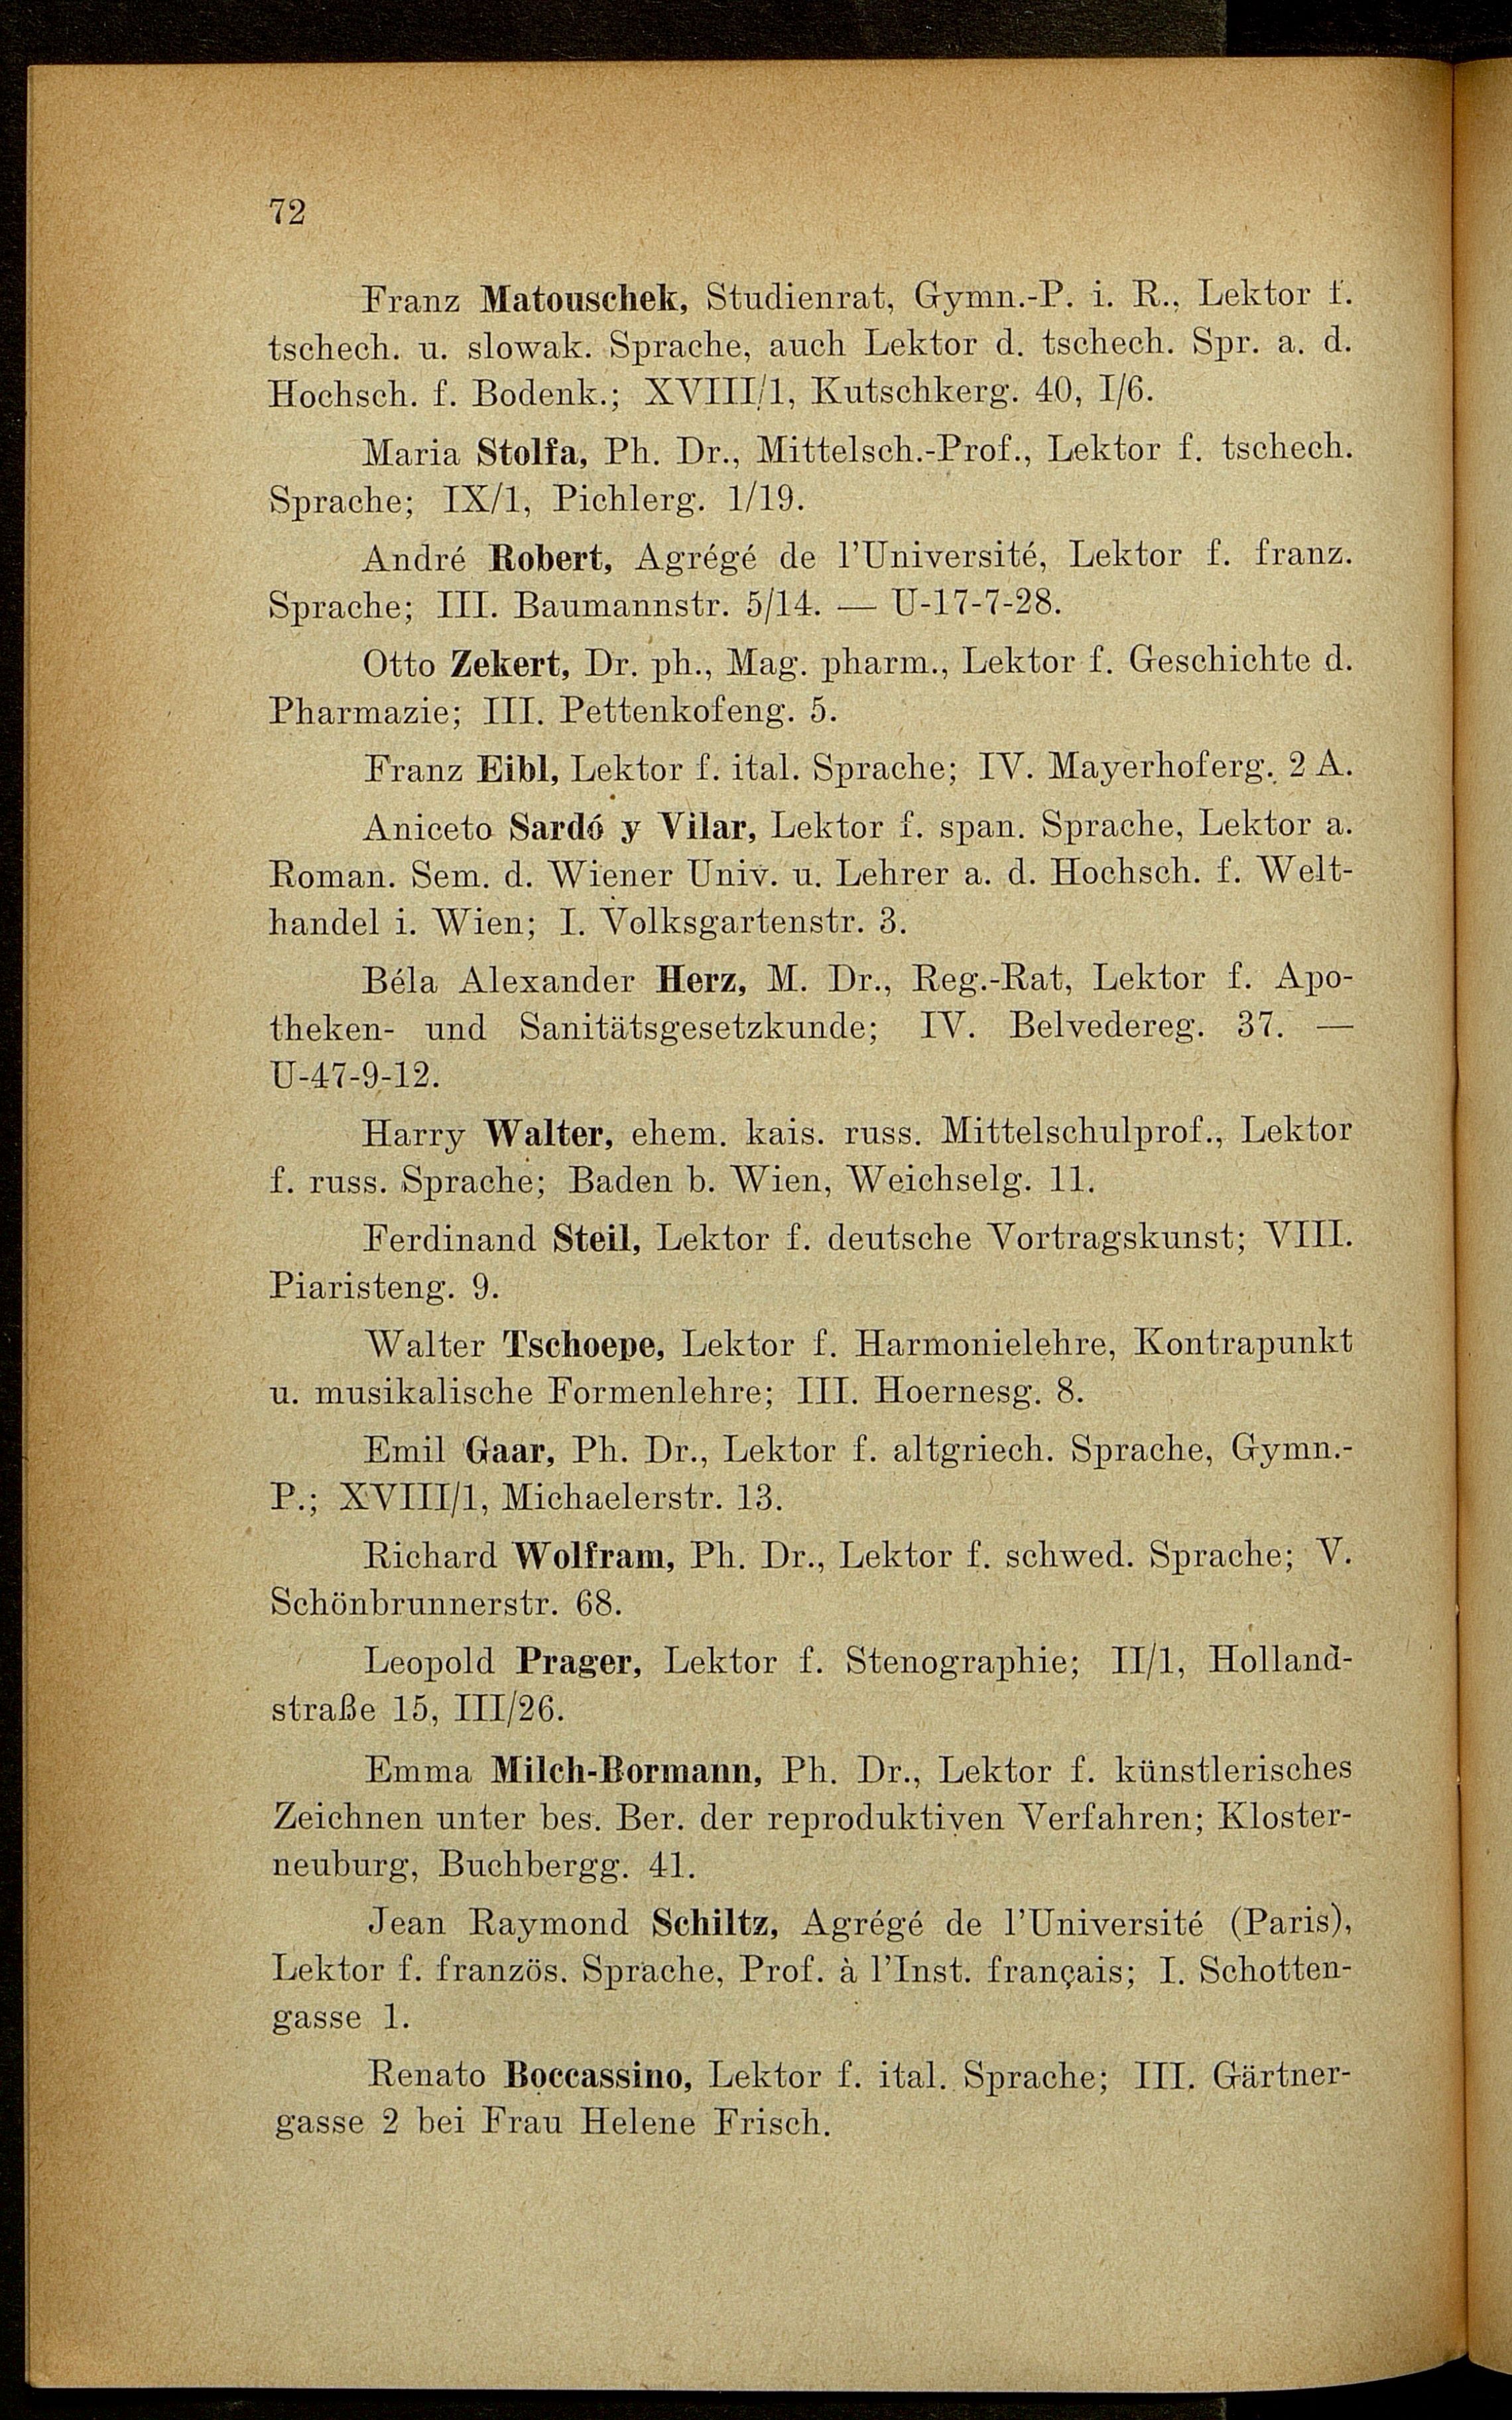 72
Franz Matouschek, Studienrat, Gymn.-P. i. R., Lektor f.
tschech. u. slowak. Sprache, auch Lektor d. tschech. Spr. a. d.
Hochsch. f. Bodenk.; XVIII/1, Kutschkerg. 40, I/6.
Maria Stolfa, Ph. Dr., Mittelsch.-Prof., Lektor f. tschech.
Sprache; IX/1, Pichlerg. 1/19.
André Robert, Agrégé de l'Université, Lektor f. franz.
Sprache; III. Baumannstr. 5/14. — U-17-7-28.
Otto Zekert, Dr. ph., Mag. pharm., Lektor f. Geschichte d.
Pharmazie; III. Pettenkofeng. 5.
Franz Eibl, Lektor f. ital. Sprache; IV. Mayerhoferg. 2 A.
Aniceto Sardó y Vilar, Lektor f. span. Sprache, Lektor a.
Roman. Sem. d. Wiener Univ. u. Lehrer a. d. Hochsch. f. Welt-
handel i. Wien; I. Volksgartenstr. 3.
Béla Alexander Herz, M. Dr., Reg.-Rat, Lektor f. Apo-
theken- und Sanitätsgesetzkunde; IV. Belvedereg. 37. —
U-47-9-12.
Harry Walter, ehem. kais. russ. Mittelschulprof., Lektor
f. russ. Sprache; Baden b. Wien, Weichselg. 11.
Ferdinand Steil, Lektor f. deutsche Vortragskunst; VIII.
Piaristeng. 9.
Walter Tschoepe, Lektor f. Harmonielehre, Kontrapunkt
u. musikalische Formenlehre; III. Hoernesg. 8.
Emil Gaar, Ph. Dr., Lektor f. altgriech. Sprache, Gymn.-
P.; XVIII/1, Michaelerstr. 13.
Richard Wolfram, Ph. Dr., Lektor f. schwed. Sprache; V.
Schönbrunnerstr. 68.
Leopold Prager, Lektor f. Stenographie; II/1, Holland-
straße 15, III/26.
Emma Milch-Bormann, Ph. Dr., Lektor f. künstlerisches
Zeichnen unter bes. Ber. der reproduktiven Verfahren; Kloster-
neuburg, Buchbergg. 41.
Jean Raymond Schiltz, Agrégé de l'Université (Paris),
Lektor f. französ. Sprache, Prof. à l'Inst. français; I. Schotten-
gasse 1.
Renato Boccassino, Lektor f. ital. Sprache; III. Gärtner-
gasse 2 bei Frau Helene Frisch.